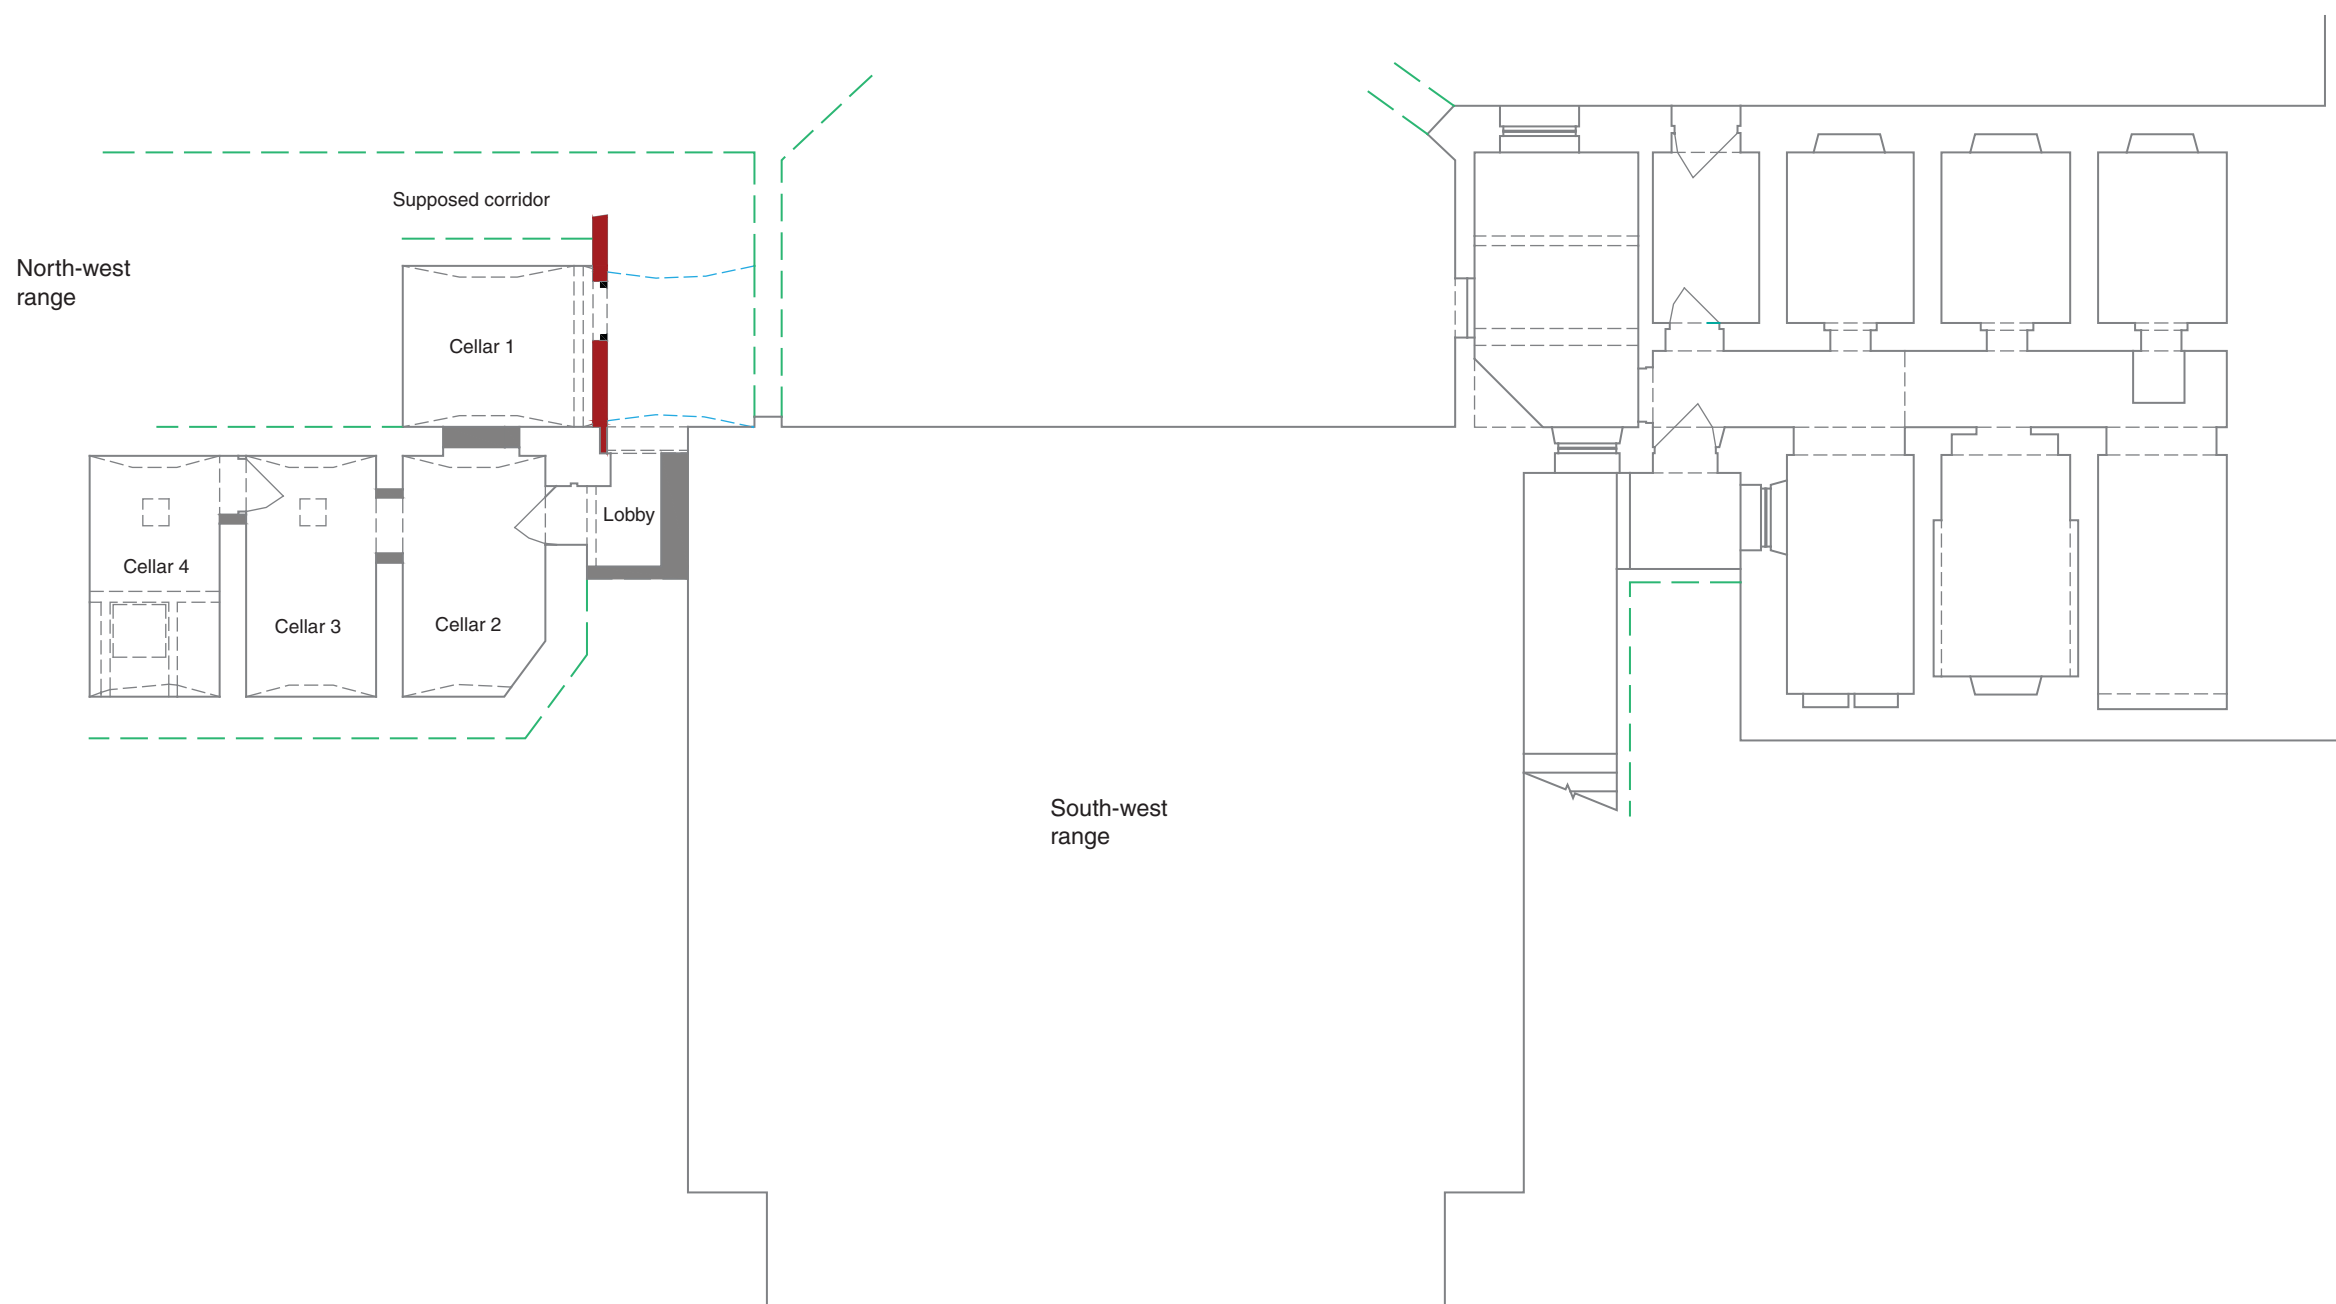 Supposed corridor
North-west
range
Cellar 1
Lobby
Cellar 4
Cellar 3
Cellar 2
South-west
range